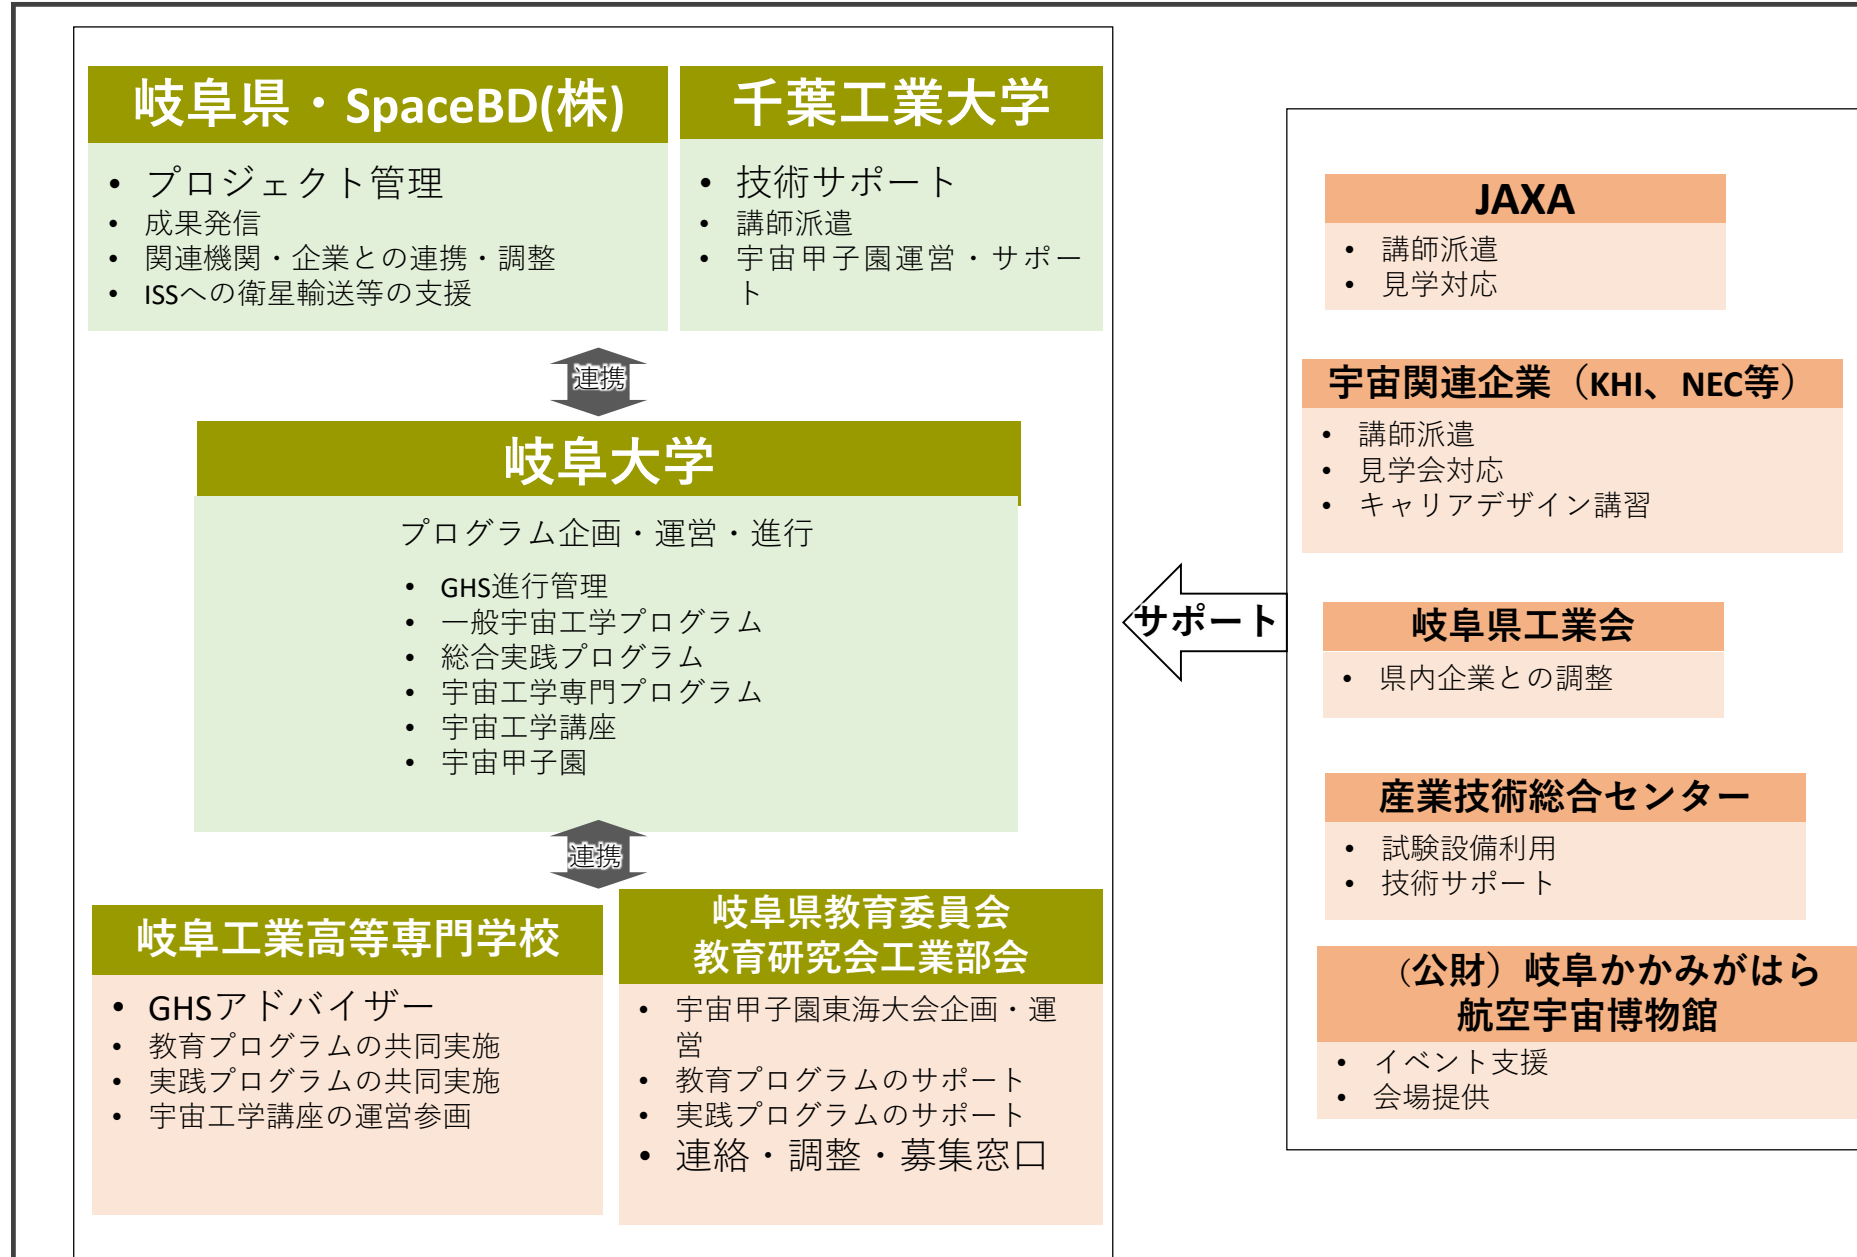 岐阜県・SpaceBD(株)
• プロジェクト管理
• 成果発信
• 関連機関・企業との連携・調整
• ISSへの衛星輸送等の支援
千葉工業大学
• 技術サポート
• 講師派遣
• 宇宙甲子園運営・サポー
ト
連携
岐阜大学
プログラム企画・運営・進行
• GHS進行管理
• 一般宇宙工学プログラム
• 総合実践プログラム
• 宇宙工学専門プログラム
• 宇宙工学講座
• 宇宙甲子園
連携
岐阜工業高等専門学校
• GHSアドバイザー
• 教育プログラムの共同実施
• 実践プログラムの共同実施
• 宇宙工学講座の運営参画
岐阜県教育委員会
教育研究会工業部会
• 宇宙甲子園東海大会企画・運
営
• 教育プログラムのサポート
• 実践プログラムのサポート
• 連絡・調整・募集窓口
サポート
JAXA
• 講師派遣
• 見学対応
宇宙関連企業（KHI、NEC等）
• 講師派遣
• 見学会対応
• キャリアデザイン講習
岐阜県工業会
• 県内企業との調整
産業技術総合センター
• 試験設備利用
• 技術サポート
（公財）岐阜かかみがはら
航空宇宙博物館
• イベント支援
• 会場提供